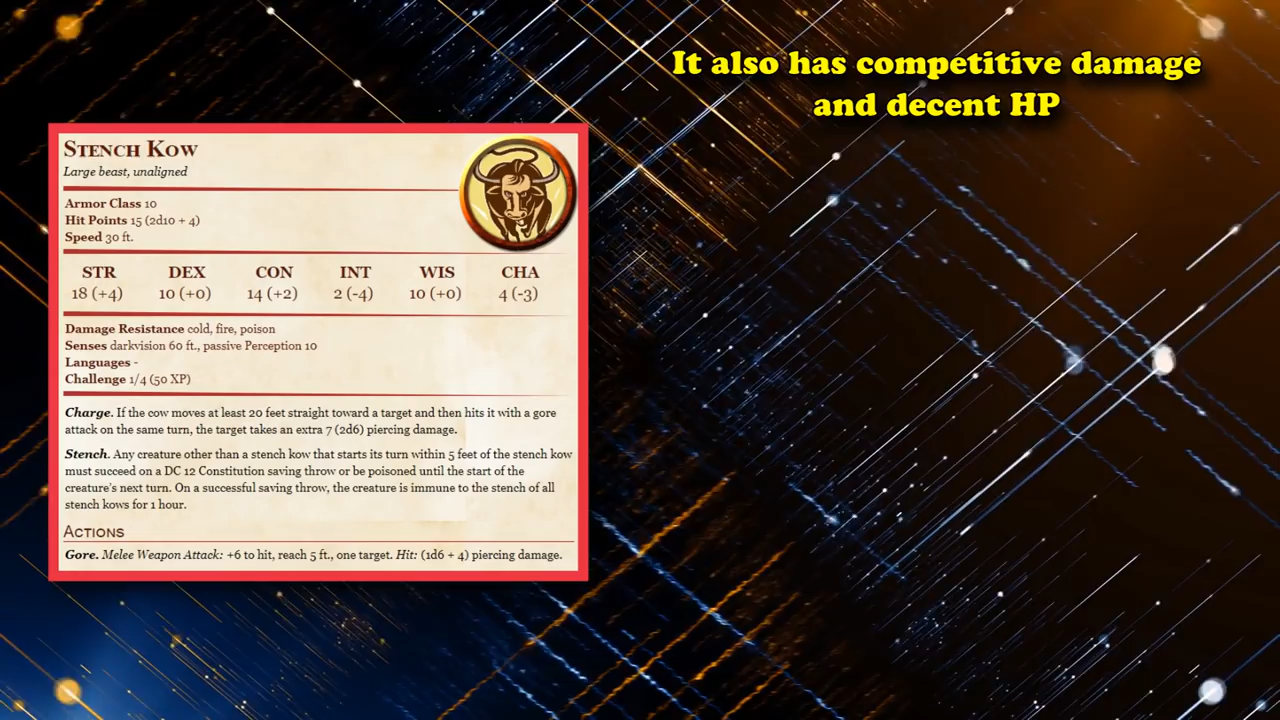 It also has competitive damage
and decent HP
Stench Kow
Large beast, unaligned
Armor Class 10
Hit Points 15 (2d10 + 4)
Speed 30 ft.
STR DEX CON INT WIS CHA
18 (+4) 10 (+0) 14 (+2) 2 (-4) 10 (+0) 4 (-3)
Damage Resistance cold, fire, poison
Senses darkvision 60 ft., passive Perception 10
Languages -
Challenge 1/4 (50 XP)
Charge. If the cow moves at least 20 feet straight toward a target and then hits it with a gore
attack on the same turn, the target takes an extra 7 (2d6) piercing damage.
Stench. Any creature other than a stench kow that starts its turn within 5 feet of the stench kow
must succeed on a DC 12 Constitution saving throw or be poisoned until the start of the
creature's next turn. On a successful saving throw, the creature is immune to the stench of all
stench kows for 1 hour.
Actions
Gore. Melee Weapon Attack: +6 to hit, reach 5 ft., one target. Hit: (1d6 + 4) piercing damage.